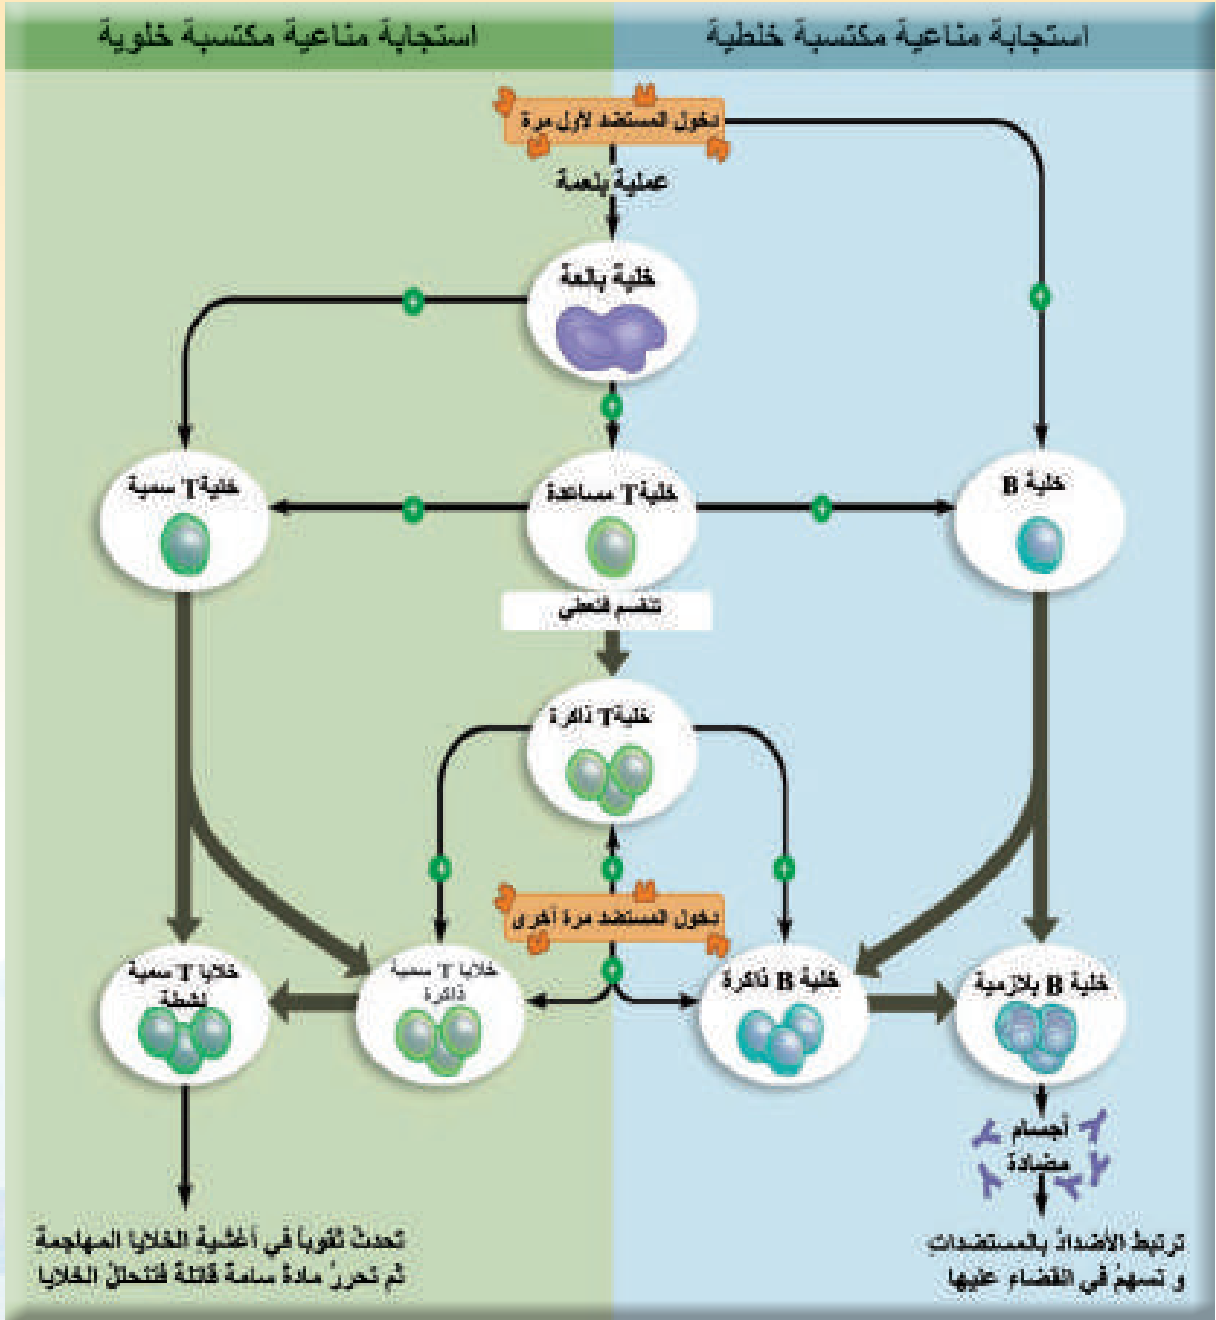 استجابة مناعية مكتسبة خلطية
استجابة مناعية مكتسبة خلوية
دخول المستضد لأول مرة
عملية بلعمة
خلية بالعة
خلية B
خلية T مساعدة
خلية T سمية
تنقسم فتعطي
خلية T ذاكرة
دخول المستضد مرة أخرى
خلية B بلازمية
خلية B ذاكرة
خلايا T سمية
ذاكرة
خلايا T سمية
نشطة
أجسام
مضادة
ترتبط الأضدادُ بالمستضدات
و تسهمُ في القضاء عليها
تحدث ثقوباً في أغشية الخلايا المهاجمة
ثم تحررُ مادة سامة قاتلة فتتحللُ الخلايا